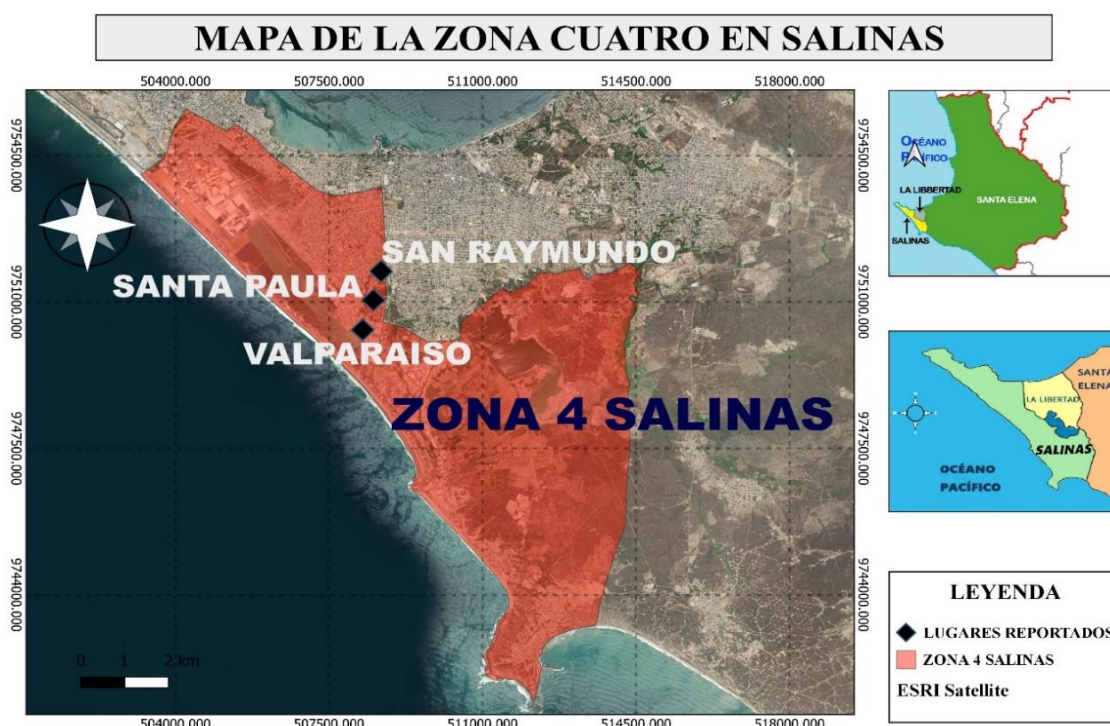 MAPA DE LA ZONA CUATRO EN SALINAS
504000.000 507500.000 511000.000 514500.000 518000.000
9754500.000 9754500.000
9751000.000 9751000.000
9747500.000 9747500.000
9744000.000 9744000.000
SAN RAYMUNDO
SANTA PAULA
VALPARAISO
ZONA 4 SALINAS
0 1 2 km
504000.000 507500.000 511000.000 514500.000 518000.000
OCÉANO
PACÍFICO
LA LIBBERTAD
SANTA ELENA
SALINAS
SANTA
ELENA
LA LIBERTAD
SALINAS
OCÉANO
PACÍFICO
LEYENDA
LUGARES REPORTADOS
ZONA 4 SALINAS
ESRI Satellite